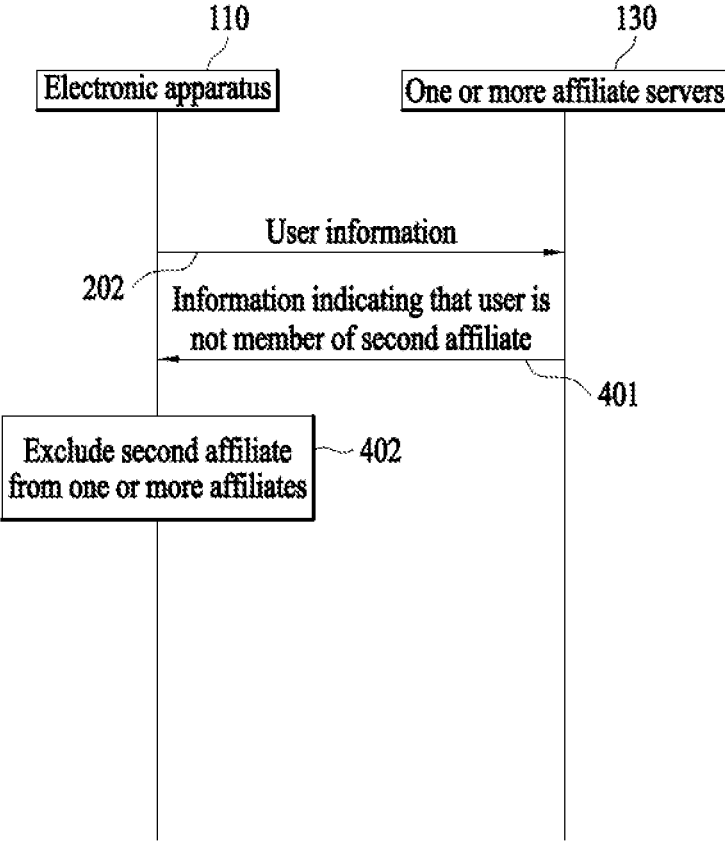 110
130
Electronic apparatus
One or more affiliate servers
User information
202
Information indicating that user is
not member of second affiliate
401
Exclude second affiliate
from one or more affiliates
402